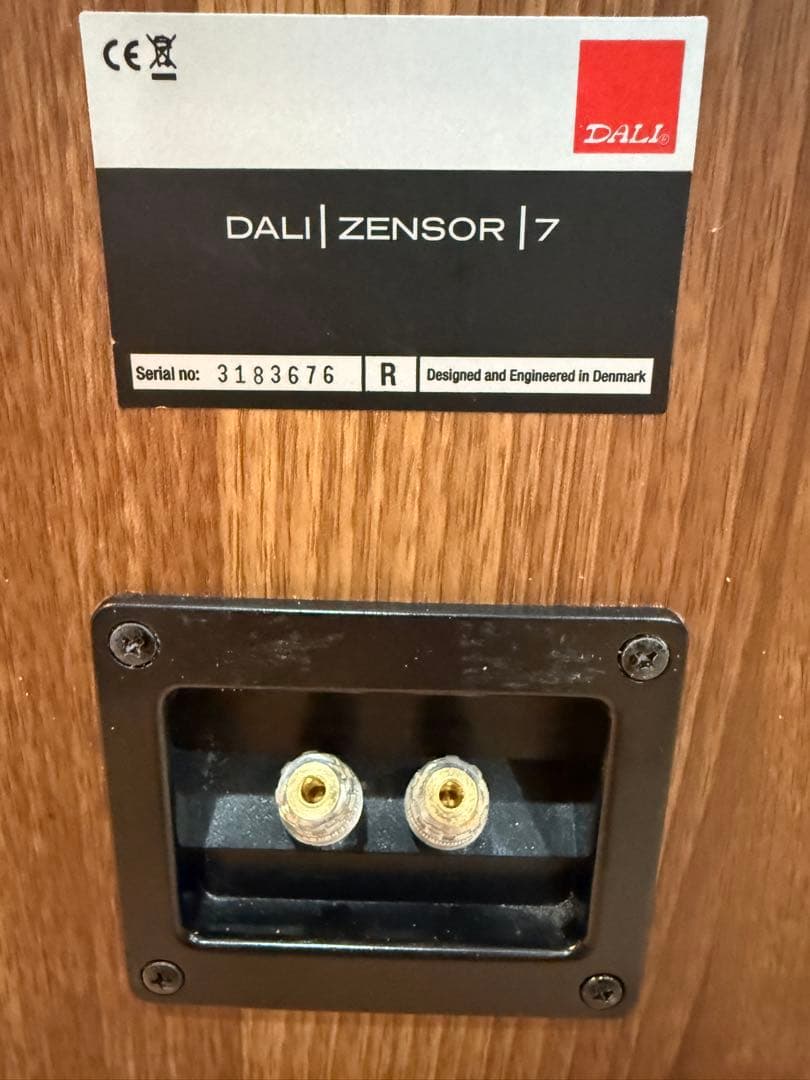 CE
DALI®
DALI|ZENSOR|7
Serial no: 3183676 R Designed and Engineered in Denmark